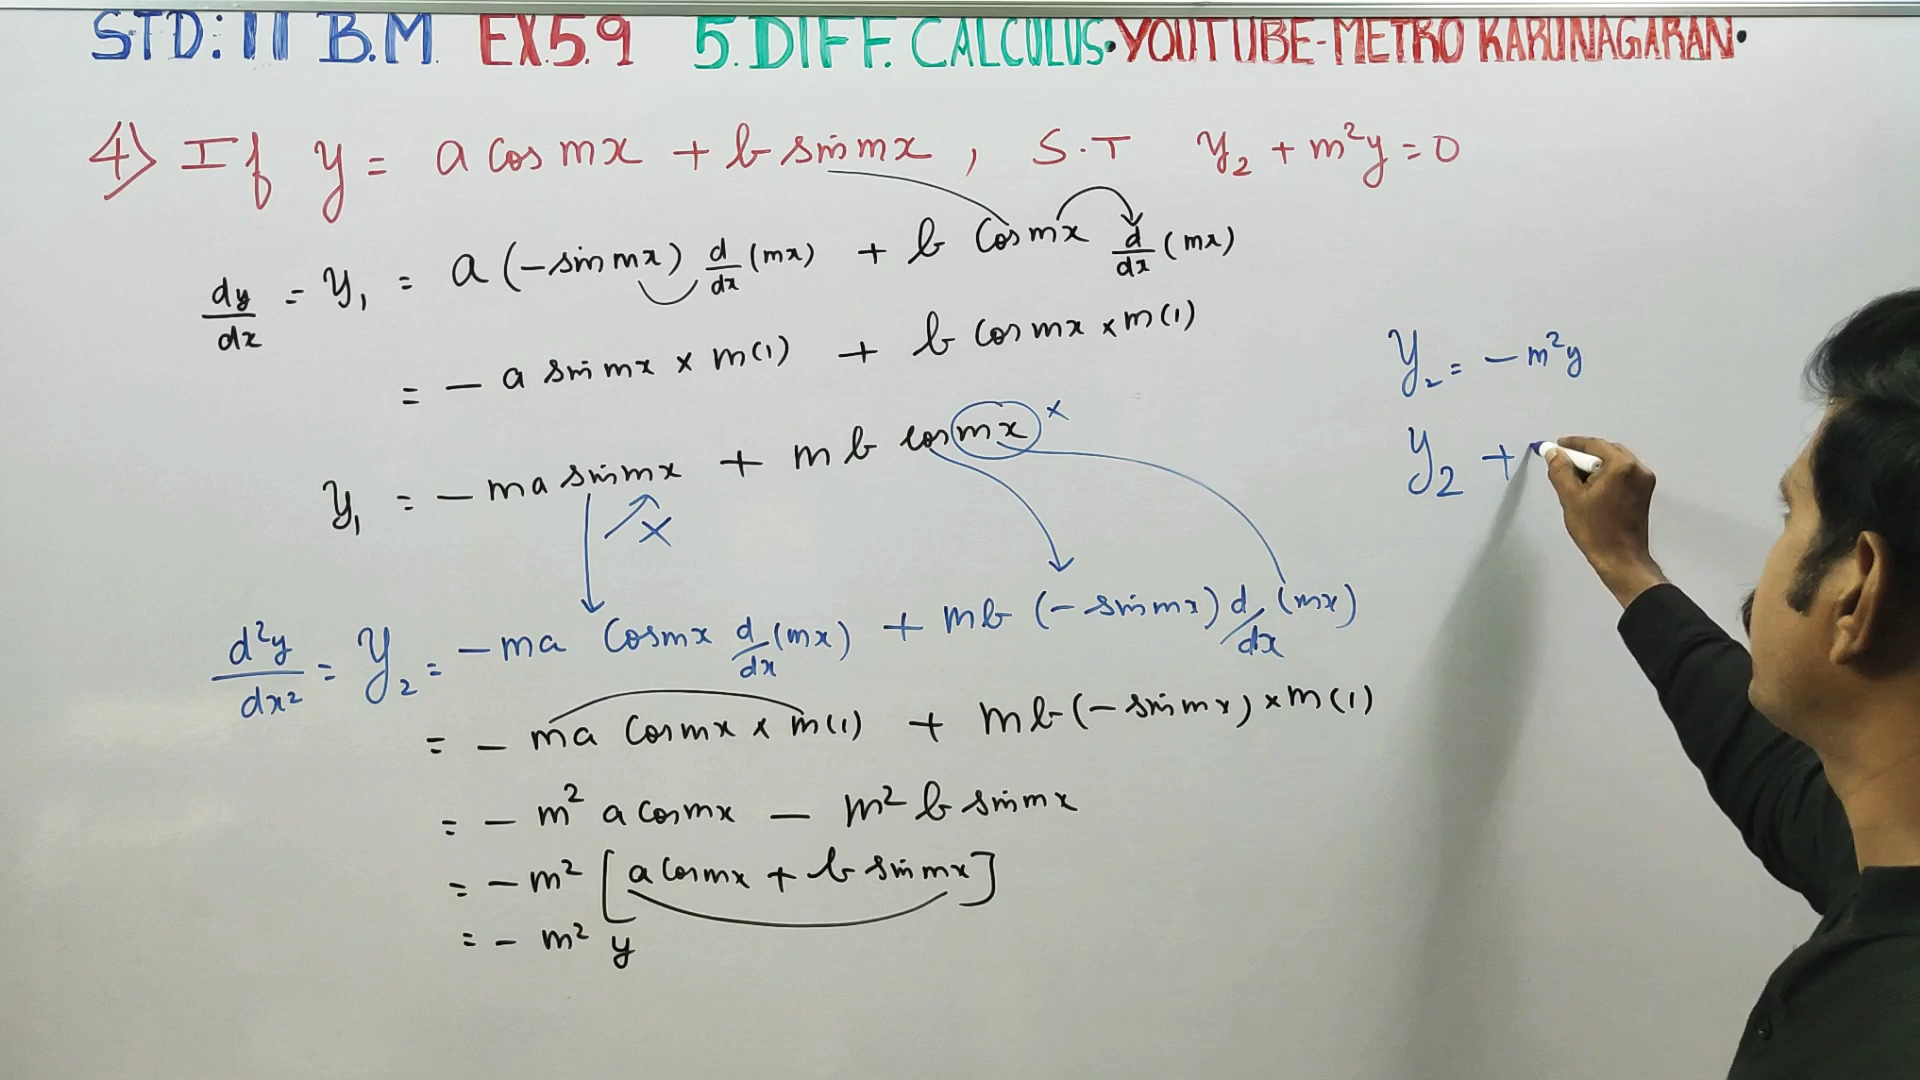 STD: 11 B.M. EX.5.9 5. DIFF. CALCULUS • YOUTUBE-METRO KARUNAGARAN •
4) If y = a cos mx + b sin mx , S.T y₂ + m²y = 0
dy/dx = y₁ = a (-sin mx) d/dx (mx) + b cos mx d/dx (mx)
= - a sin mx × m(1) + b cos mx × m(1)
y₁ = - ma sin mx + m b cos mx ×
×
d²y/dx² = y₂ = - ma cos mx d/dx (mx) + mb (- sin mx) d/dx (mx)
= - ma cos mx × m(1) + mb (- sin mx) × m(1)
= - m² a cos mx - m² b sin mx
= - m² [a cos mx + b sin mx]
= - m² y
y₂ = - m²y
y₂ +